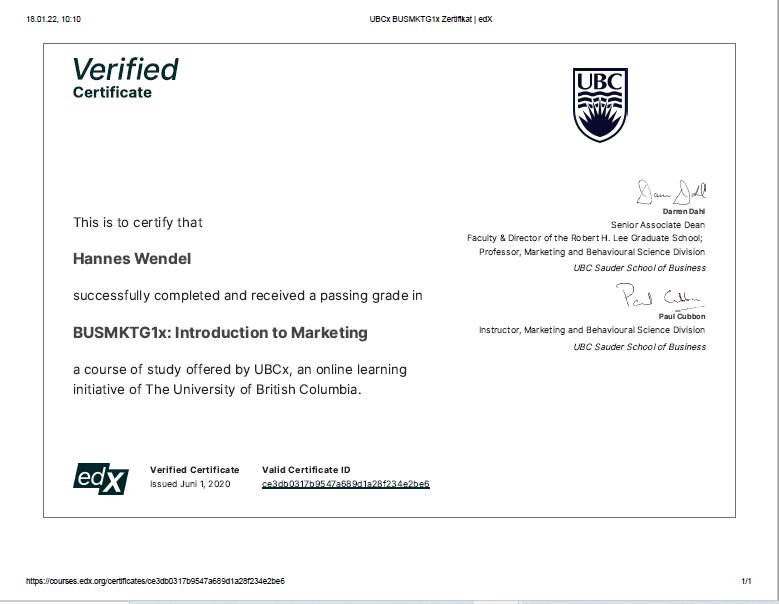 18.01.22, 10:10
UBCx BUSMKTG1x Zertifikat | edX
Verified
Certificate
UBC
This is to certify that
Hannes Wendel
successfully completed and received a passing grade in
BUSMKTG1x: Introduction to Marketing
a course of study offered by UBCx, an online learning
initiative of The University of British Columbia.
Darren Dahl
Senior Associate Dean
Faculty & Director of the Robert H. Lee Graduate School;
Professor, Marketing and Behavioural Science Division
UBC Sauder School of Business
Paul Cubbon
Instructor, Marketing and Behavioural Science Division
UBC Sauder School of Business
edX
Verified Certificate
Issued Juni 1, 2020
Valid Certificate ID
ce3db0317b9547a689d1a28f234e2be6
https://courses.edx.org/certificates/ce3db0317b9547a689d1a28f234e2be6
1/1